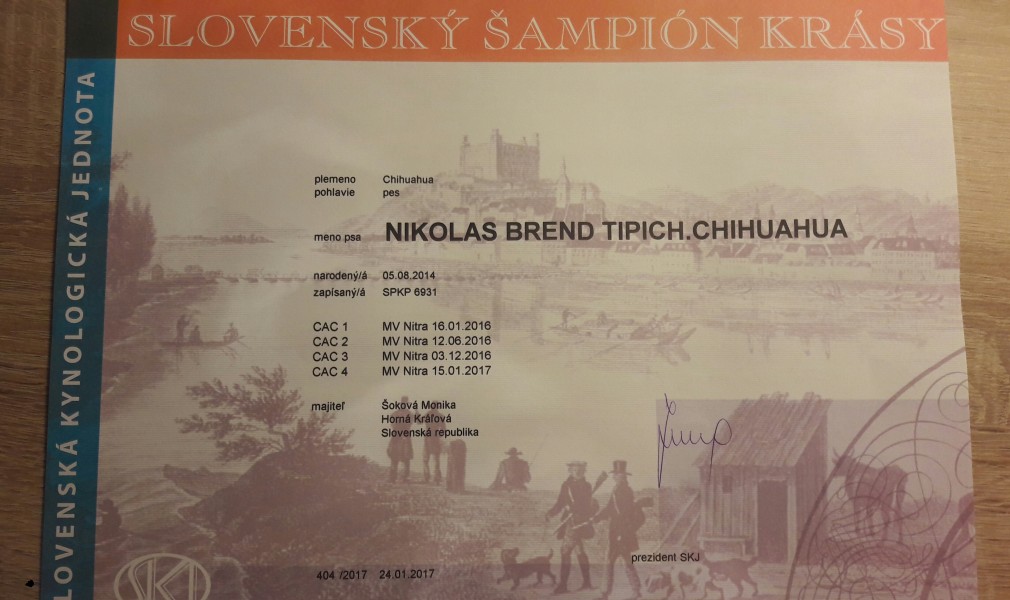 SLOVENSKÝ ŠAMPIÓN KRÁSY
LOVENSKÁ KYNOLOGICKÁ JEDNOTA
plemeno Chihuahua
pohlavie pes
meno psa NIKOLAS BREND TIPICH.CHIHUAHUA
narodený/á 05.08.2014
zapísaný/á SPKP 6931
CAC 1 MV Nitra 16.01.2016
CAC 2 MV Nitra 12.06.2016
CAC 3 MV Nitra 03.12.2016
CAC 4 MV Nitra 15.01.2017
majiteľ Šoková Monika
Horná Kráľová
Slovenská republika
prezident SKJ
404 /2017 24.01.2017
SKJ